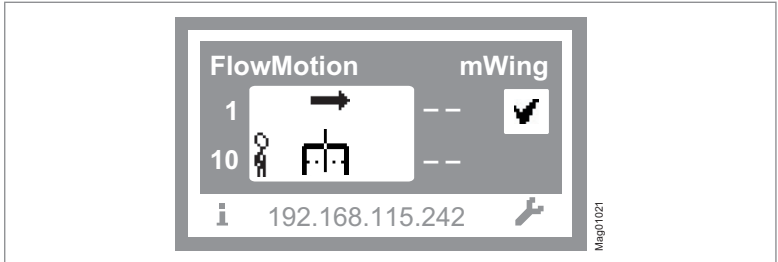 FlowMotion mWing
1 – –
10 – –
i 192.168.115.242
Mag01021